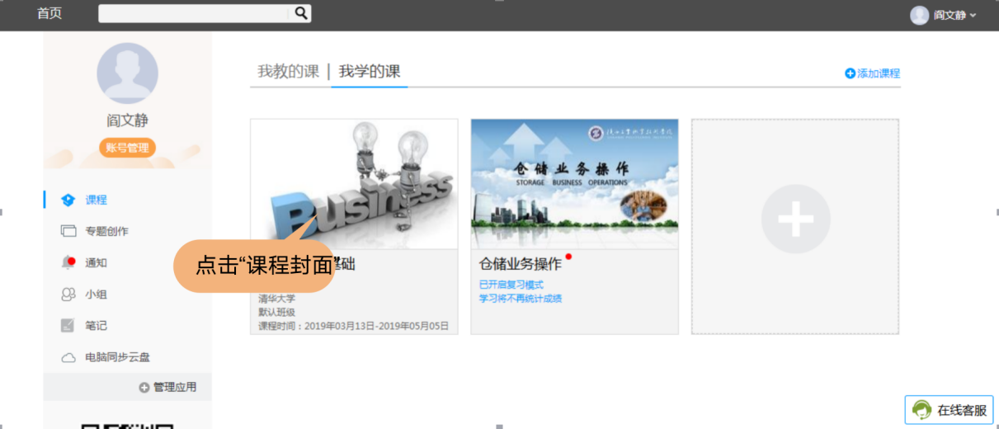 首页
阎文静
阎文静
账号管理
课程
专题创作
通知
小组
笔记
电脑同步云盘
管理应用
我教的课 | 我学的课
添加课程
Business
点击“课程封面”
基础
清华大学
默认班级
课程时间：2019年03月13日-2019年05月05日
仓储业务操作
STORAGE BUSINESS OPERATIONS
仓储业务操作
已开启复习模式
学习将不再统计成绩
在线客服